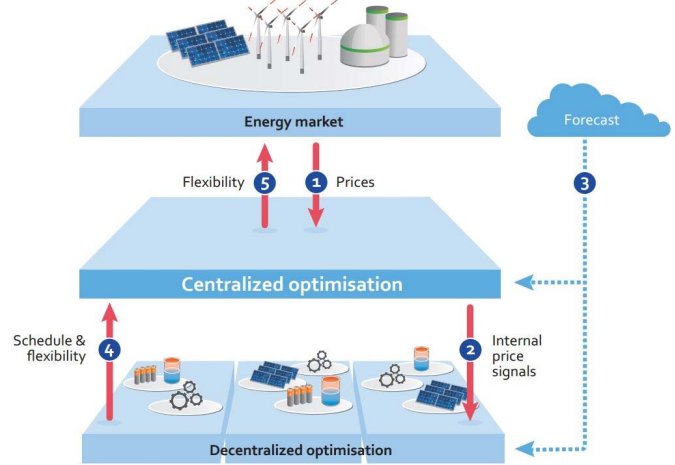 Energy market
Forecast
Flexibility 5
1 Prices
3
Centralized optimisation
Schedule &
flexibility
4
2
Internal
price
signals
Decentralized optimisation